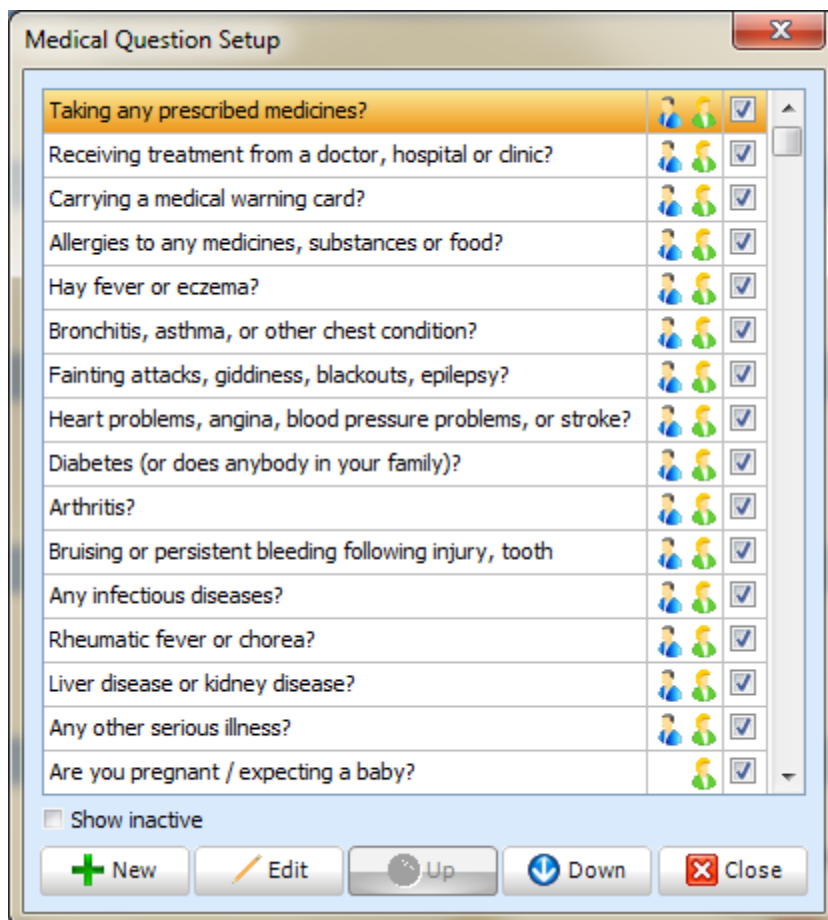 Medical Question Setup
Taking any prescribed medicines?
Receiving treatment from a doctor, hospital or clinic?
Carrying a medical warning card?
Allergies to any medicines, substances or food?
Hay fever or eczema?
Bronchitis, asthma, or other chest condition?
Fainting attacks, giddiness, blackouts, epilepsy?
Heart problems, angina, blood pressure problems, or stroke?
Diabetes (or does anybody in your family)?
Arthritis?
Bruising or persistent bleeding following injury, tooth
Any infectious diseases?
Rheumatic fever or chorea?
Liver disease or kidney disease?
Any other serious illness?
Are you pregnant / expecting a baby?
Show inactive
New Edit Up Down Close